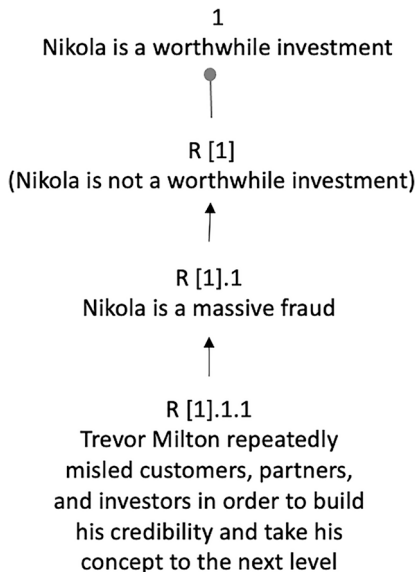 1
Nikola is a worthwhile investment
R [1]
(Nikola is not a worthwhile investment)
R [1].1
Nikola is a massive fraud
R [1].1.1
Trevor Milton repeatedly
misled customers, partners,
and investors in order to build
his credibility and take his
concept to the next level